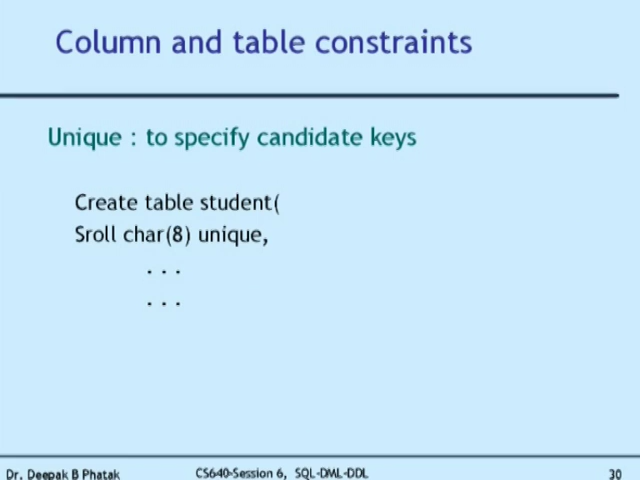 Column and table constraints
Unique : to specify candidate keys
Create table student(
Sroll char(8) unique,
. . .
. . .
Dr. Deepak B Phatak
CS640-Session 6, SQL-DML-DDL
30